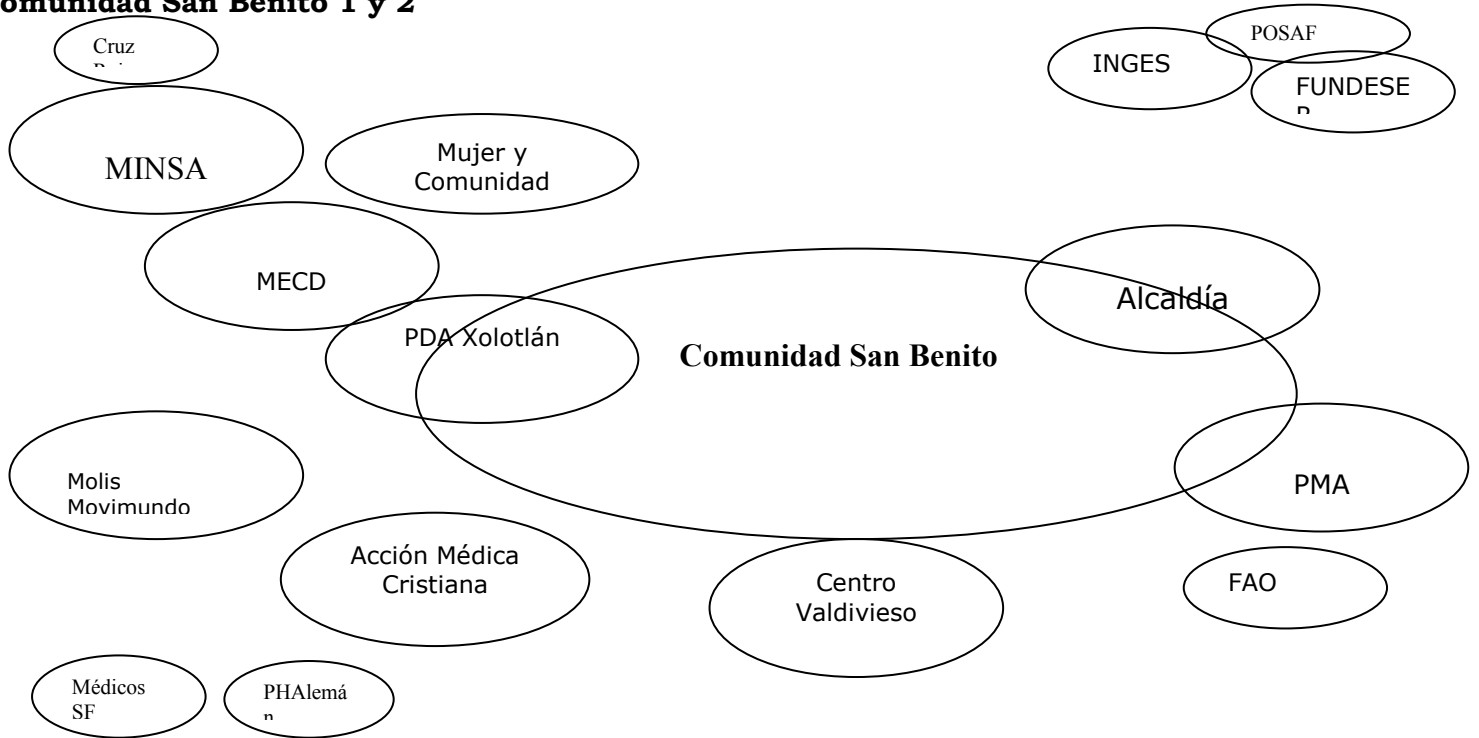 omunidad San Benito 1 y 2
Cruz
POSAF
INGES
FUNDESE
MINSA
Mujer y
Comunidad
MECD
Alcaldía
PDA Xolotlán
Comunidad San Benito
Molis
Movimundo
PMA
Acción Médica
Cristiana
Centro
Valdivieso
FAO
Médicos
SF
PHAlemá
n